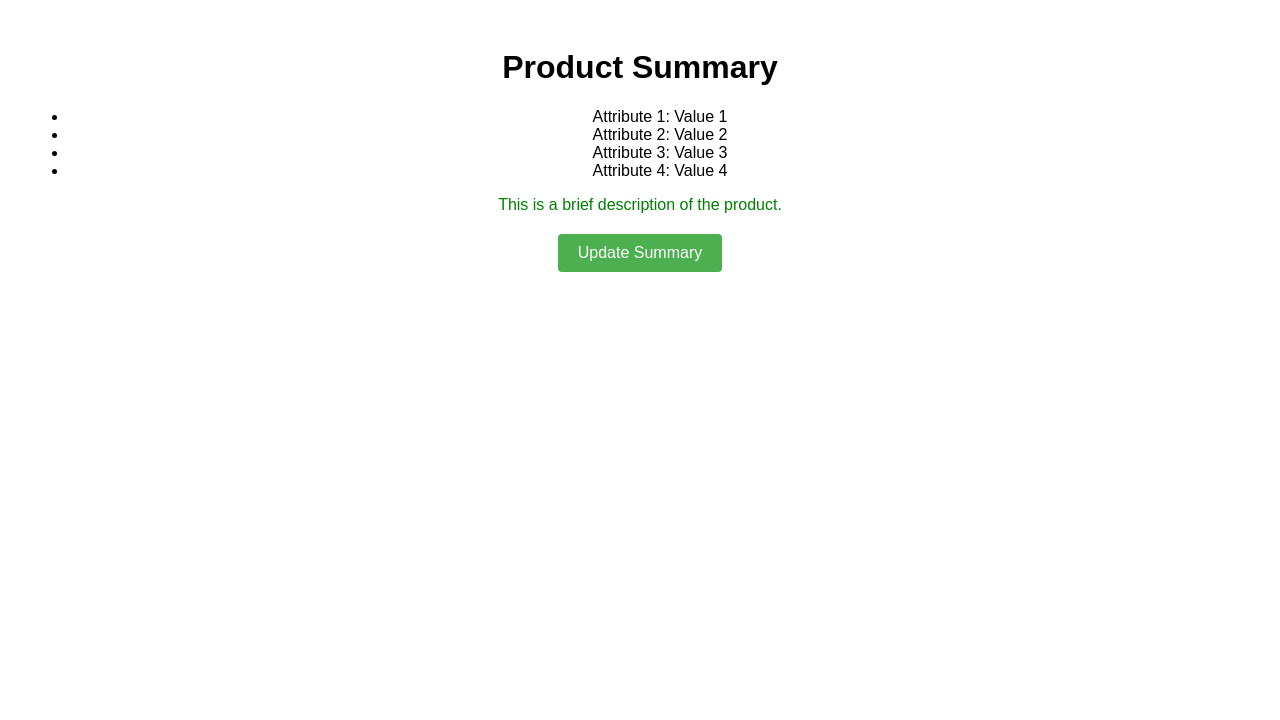 Product Summary
Attribute 1: Value 1
Attribute 2: Value 2
Attribute 3: Value 3
Attribute 4: Value 4
This is a brief description of the product.
Update Summary